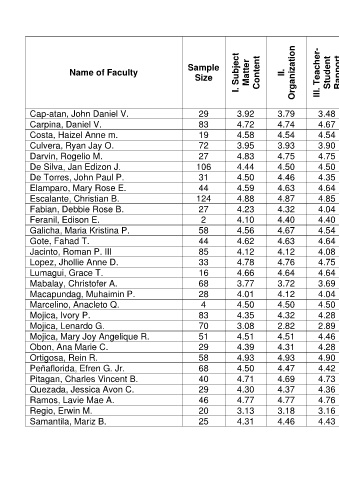 Name of Faculty Sample Size I. Subject Matter Content II. Organization III. Teacher-Student Rapport
Cap-atan, John Daniel V. 29 3.92 3.79 3.48
Carpina, Daniel V. 83 4.72 4.74 4.67
Costa, Haizel Anne m. 19 4.58 4.54 4.54
Culvera, Ryan Jay O. 72 3.95 3.93 3.90
Darvin, Rogelio M. 27 4.83 4.75 4.75
De Silva, Jan Edizon J. 106 4.44 4.50 4.50
De Torres, John Paul P. 31 4.50 4.46 4.35
Elamparo, Mary Rose E. 44 4.59 4.63 4.64
Escalante, Christian B. 124 4.88 4.87 4.85
Fabian, Debbie Rose B. 27 4.23 4.32 4.04
Feranil, Edison E. 2 4.10 4.40 4.40
Galicha, Maria Kristina P. 58 4.56 4.67 4.54
Gote, Fahad T. 44 4.62 4.63 4.64
Jacinto, Roman P. III 85 4.12 4.12 4.08
Lopez, Jhollie Anne D. 33 4.78 4.76 4.75
Lumagui, Grace T. 16 4.66 4.64 4.64
Mabalay, Christofer A. 68 3.77 3.72 3.69
Macapundag, Muhaimin P. 28 4.01 4.12 4.04
Marcelino, Anacleto Q. 4 4.50 4.50 4.50
Mojica, Ivory P. 83 4.35 4.32 4.28
Mojica, Lenardo G. 70 3.08 2.82 2.89
Mojica, Mary Joy Angelique R. 51 4.51 4.51 4.46
Obon, Ana Marie C. 29 4.39 4.31 4.28
Ortigosa, Rein R. 58 4.93 4.93 4.90
Peñaflorida, Efren G. Jr. 68 4.50 4.47 4.42
Pitagan, Charles Vincent B. 40 4.71 4.69 4.73
Quezada, Jessica Avon C. 29 4.30 4.37 4.36
Ramos, Lavie Mae A. 46 4.77 4.77 4.76
Regio, Erwin M. 20 3.13 3.18 3.16
Samantila, Mariz B. 25 4.31 4.46 4.43